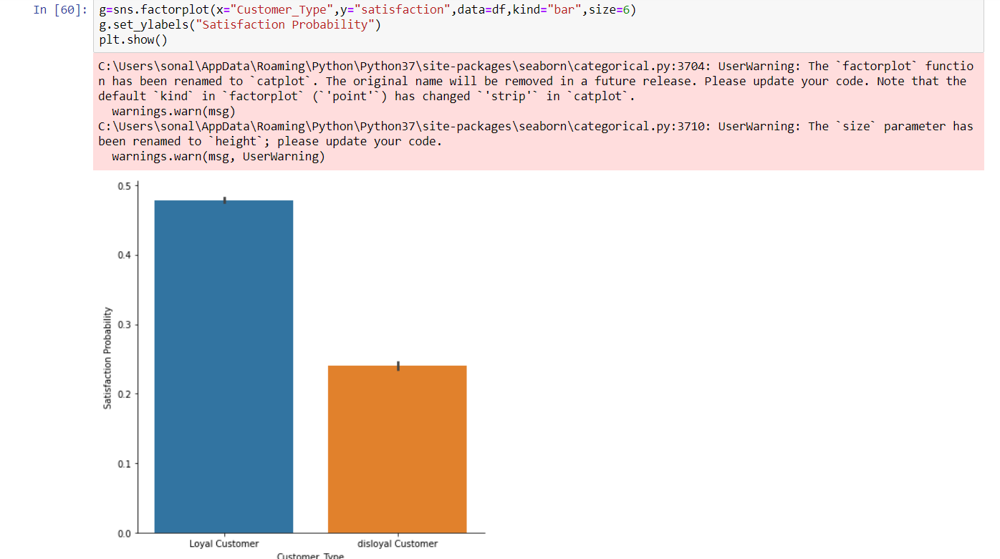 In [60]: g=sns.factorplot(x="Customer_Type",y="satisfaction",data=df,kind="bar",size=6)
g.set_ylabels("Satisfaction Probability")
plt.show()
C:\Users\sonal\AppData\Roaming\Python\Python37\site-packages\seaborn\categorical.py:3704: UserWarning: The `factorplot` functio
n has been renamed to `catplot`. The original name will be removed in a future release. Please update your code. Note that the
default `kind` in `factorplot` (`'point'`) has changed `'strip'` in `catplot`.
warnings.warn(msg)
C:\Users\sonal\AppData\Roaming\Python\Python37\site-packages\seaborn\categorical.py:3710: UserWarning: The `size` parameter has
been renamed to `height`; please update your code.
warnings.warn(msg, UserWarning)
0.5
0.4
0.3
0.2
0.1
0.0
Satisfaction Probability
Loyal Customer disloyal Customer
Customer_Type